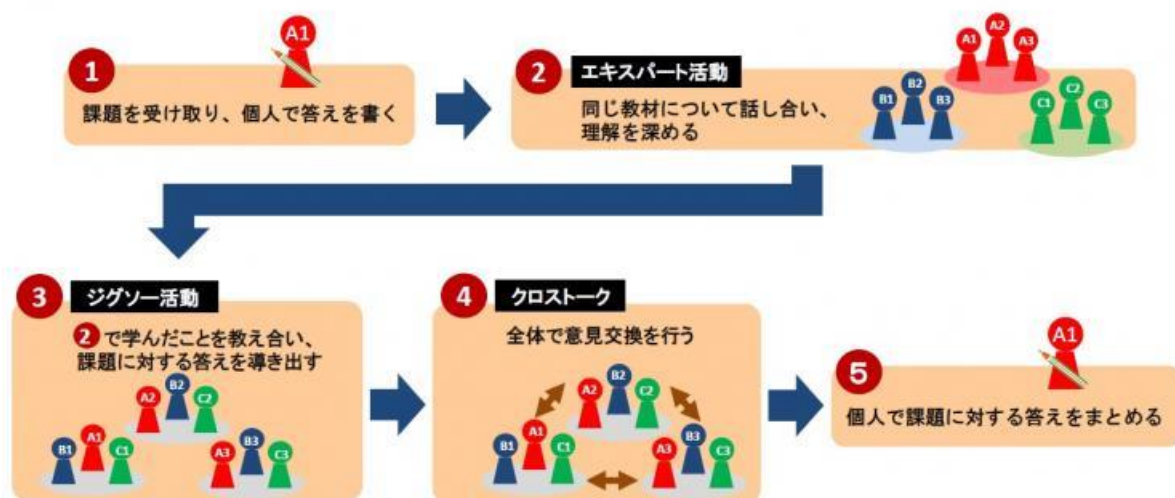 A1
1
課題を受け取り、個人で答えを書く
2 エキスパート活動
同じ教材について話し合い、
理解を深める
A1 A2 A3
B1 B2 B3
C1 C2 C3
3 ジグソー活動
2 で学んだことを教え合い、
課題に対する答えを導き出す
A2 B2 C2
B1 A1 C1
A3 B3 C3
4 クロストーク
全体で意見交換を行う
A2 B2 C2
B1 A1 C1
A3 B3 C3
A1
5
個人で課題に対する答えをまとめる